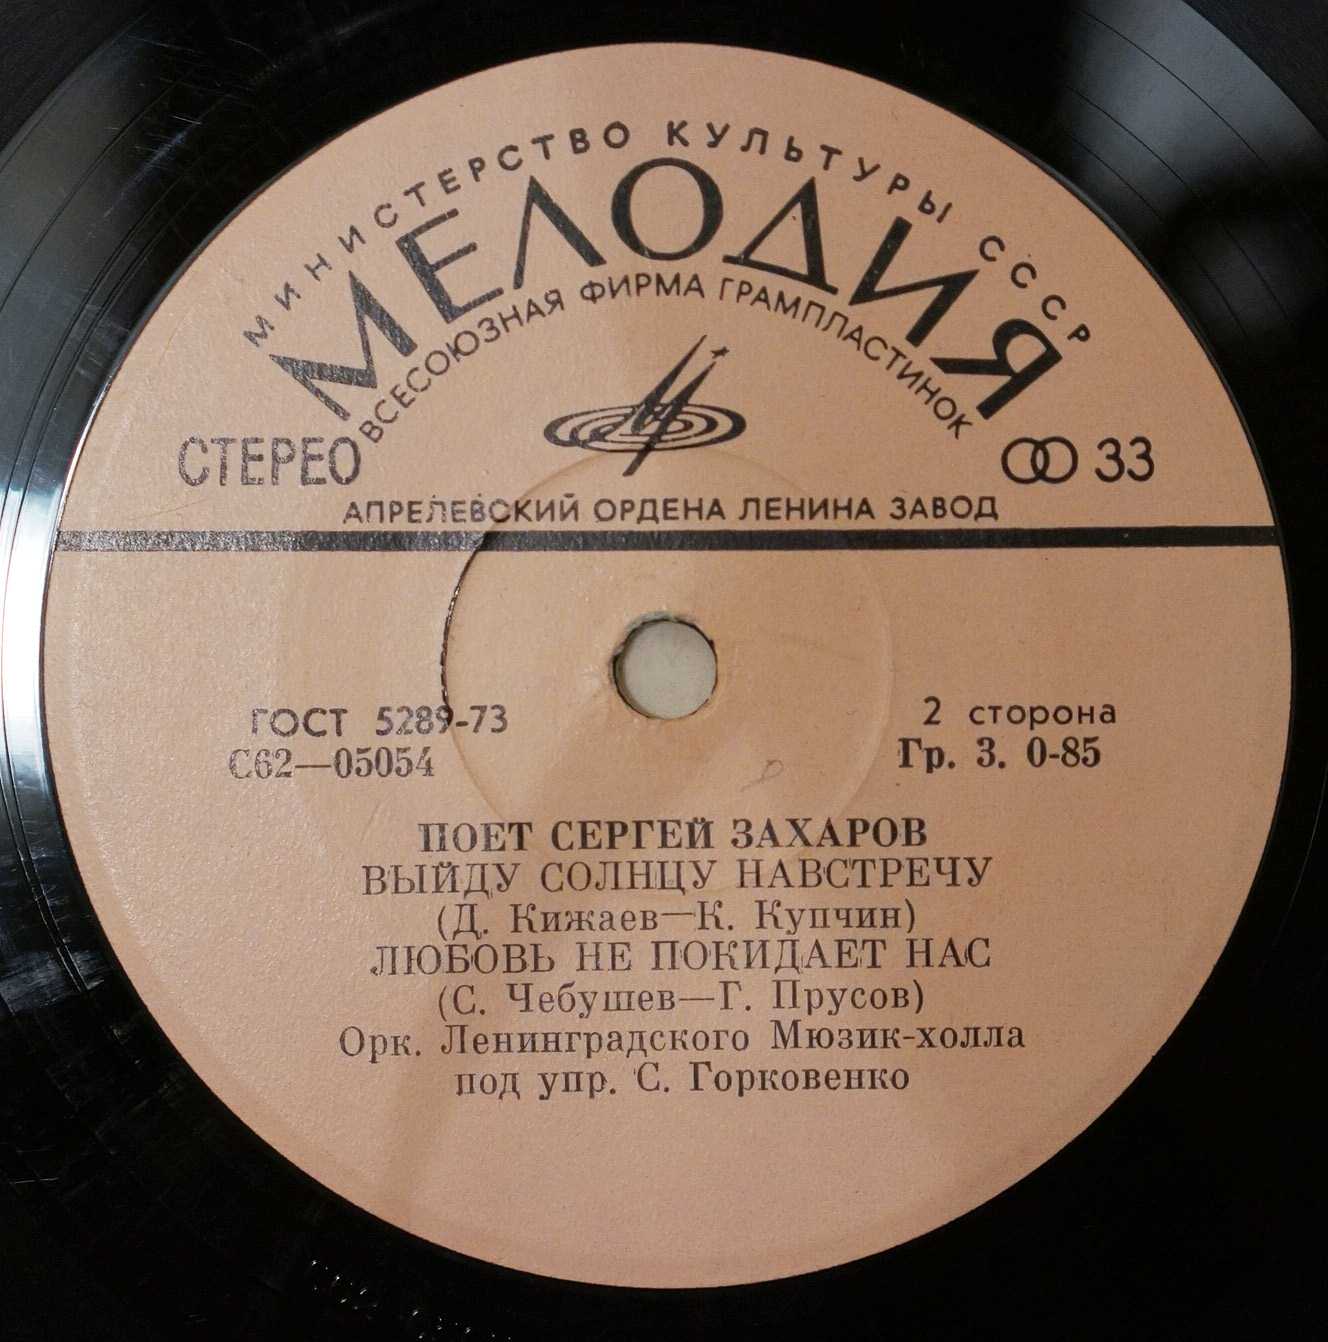 МИНИСТЕРСТВО КУЛЬТУРЫ СССР
МЕЛОДИЯ
ВСЕСОЮЗНАЯ ФИРМА ГРАМПЛАСТИНОК
СТЕРЕО
33
АПРЕЛЕВСКИЙ ОРДЕНА ЛЕНИНА ЗАВОД
ГОСТ 5289-73
2 сторона
С62—05054
Гр. 3. 0-85
ПОЕТ СЕРГЕЙ ЗАХАРОВ
ВЫЙДУ СОЛНЦУ НАВСТРЕЧУ
(Д. Кижаев—К. Купчин)
ЛЮБОВЬ НЕ ПОКИДАЕТ НАС
(С. Чебушев—Г. Прусов)
Орк. Ленинградского Мюзик-холла
под упр. С. Горковенко